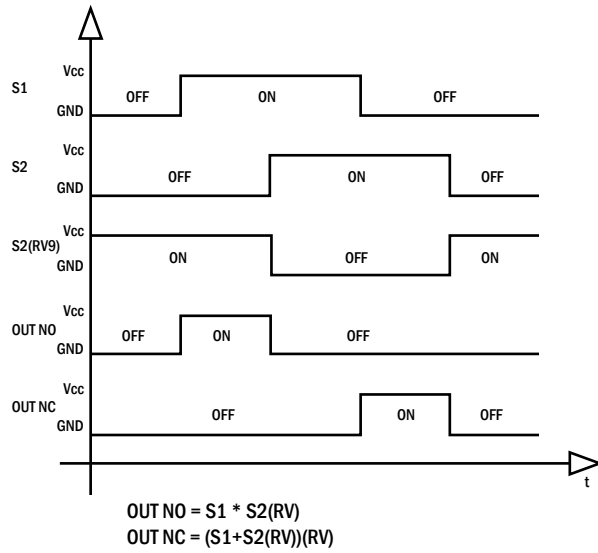 Vcc
S1
OFF
ON
OFF
GND
Vcc
S2
OFF
ON
OFF
GND
Vcc
S2(RV9)
ON
OFF
ON
GND
Vcc
OUT NO
OFF
ON
OFF
GND
Vcc
OUT NC
OFF
ON
OFF
GND
t
OUT NO = S1 * S2(RV)
OUT NC = (S1+S2(RV))(RV)